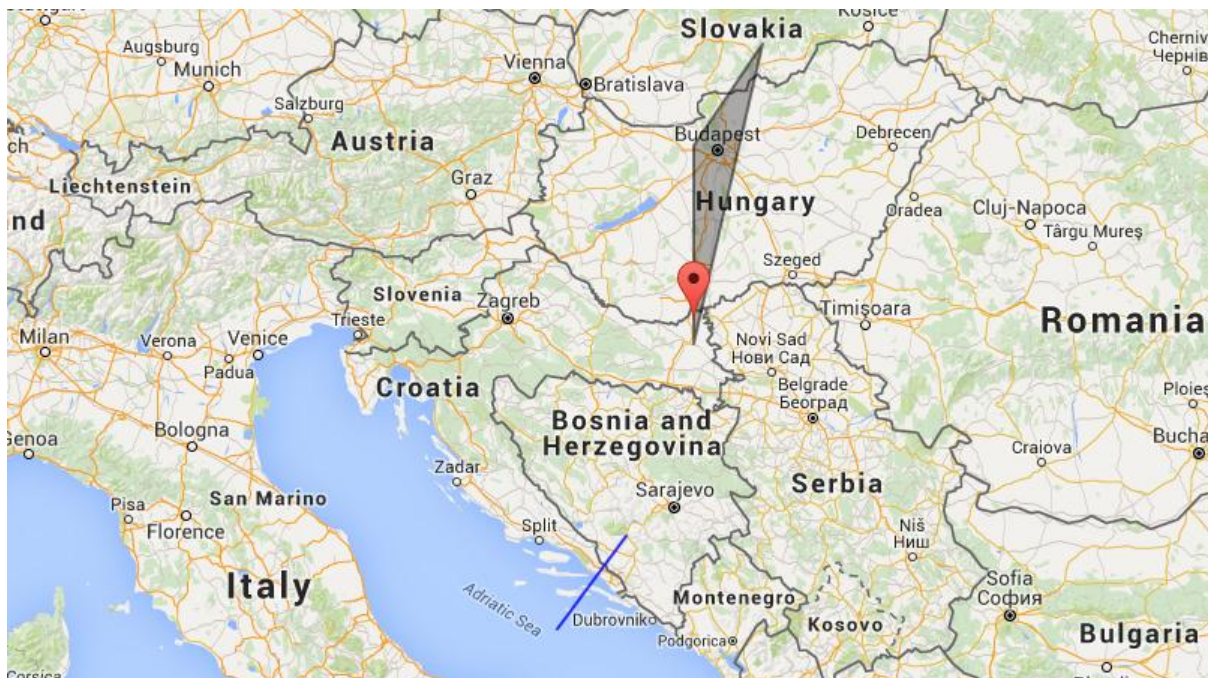 Slovakia
Košice
Augsburg
Munich
Vienna
Bratislava
Cherniv
Чернів
Salzburg
Budapest
Debrecen
ch
Austria
Liechtenstein
Graz
Hungary
Oradea
Cluj-Napoca
Târgu Mureș
nd
Szeged
Slovenia
Zagreb
Timișoara
Romania
Milan
Verona
Venice
Trieste
Padua
Novi Sad
Нови Сад
Croatia
Belgrade
Београд
Ploieș
Bosnia and
Herzegovina
Bologna
Genoa
Craiova
Bucha
Zadar
Sarajevo
Serbia
Pisa
San Marino
Florence
Split
Niš
Ниш
Italy
Adriatic Sea
Sofia
София
Montenegro
Dubrovnik
Kosovo
Podgorica
Bulgaria
Corsica